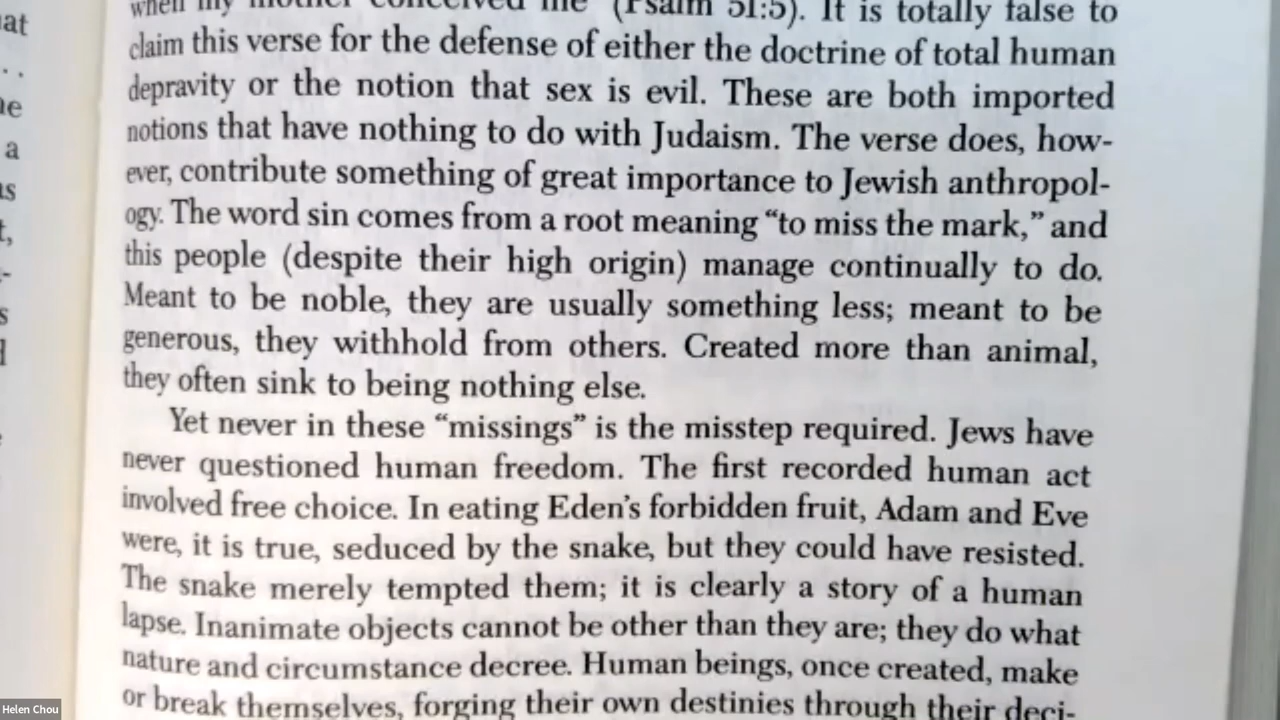 at
when my mother conceived me" (Psalm 51:5). It is totally false to
claim this verse for the defense of either the doctrine of total human
depravity or the notion that sex is evil. These are both imported
notions that have nothing to do with Judaism. The verse does, how-
ever, contribute something of great importance to Jewish anthropol-
ogy. The word sin comes from a root meaning “to miss the mark,” and
this people (despite their high origin) manage continually to do.
Meant to be noble, they are usually something less; meant to be
generous, they withhold from others. Created more than animal,
they often sink to being nothing else.
Yet never in these “missings” is the misstep required. Jews have
never questioned human freedom. The first recorded human act
involved free choice. In eating Eden’s forbidden fruit, Adam and Eve
were, it is true, seduced by the snake, but they could have resisted.
The snake merely tempted them; it is clearly a story of a human
lapse. Inanimate objects cannot be other than they are; they do what
nature and circumstance decree. Human beings, once created, make
or break themselves, forging their own destinies through their deci-
Helen Chou